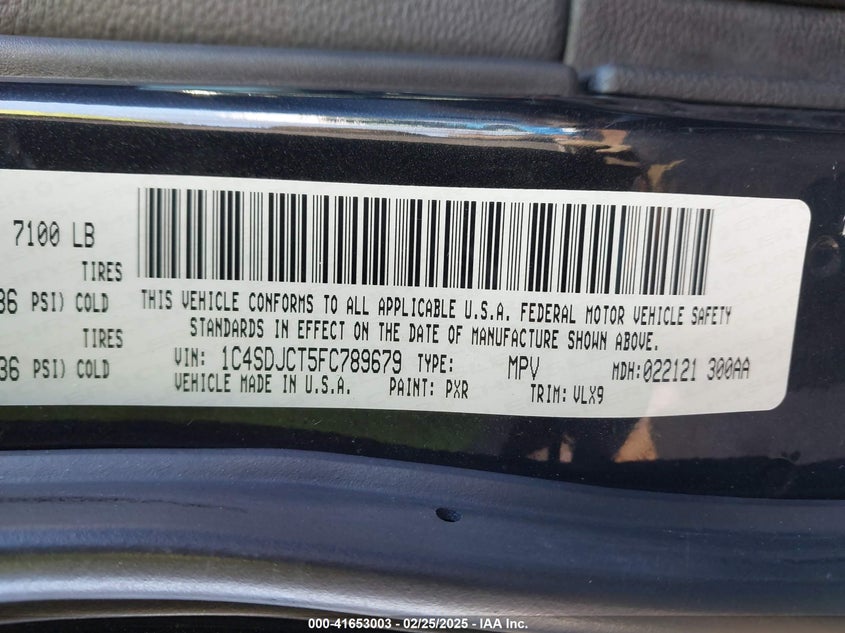 7100 LB
TIRES
36 PSI) COLD
TIRES
36 PSI) COLD
THIS VEHICLE CONFORMS TO ALL APPLICABLE U.S.A. FEDERAL MOTOR VEHICLE SAFETY
STANDARDS IN EFFECT ON THE DATE OF MANUFACTURE SHOWN ABOVE.
VIN: 1C4SDJCT5FC789679 TYPE: MPV MDH:022121 300AA
VEHICLE MADE IN U.S.A. PAINT: PXR TRIM: VLX9
000-41653003 - 02/25/2025 - IAA Inc.